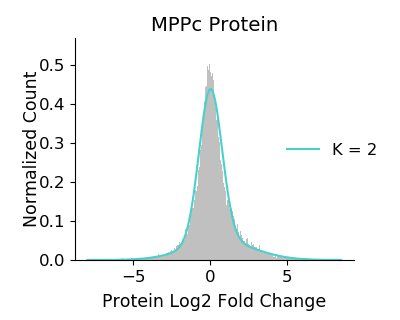 MPPc Protein
Normalized Count
0.5
0.4
0.3
0.2
0.1
0.0
K = 2
−5
0
5
Protein Log2 Fold Change